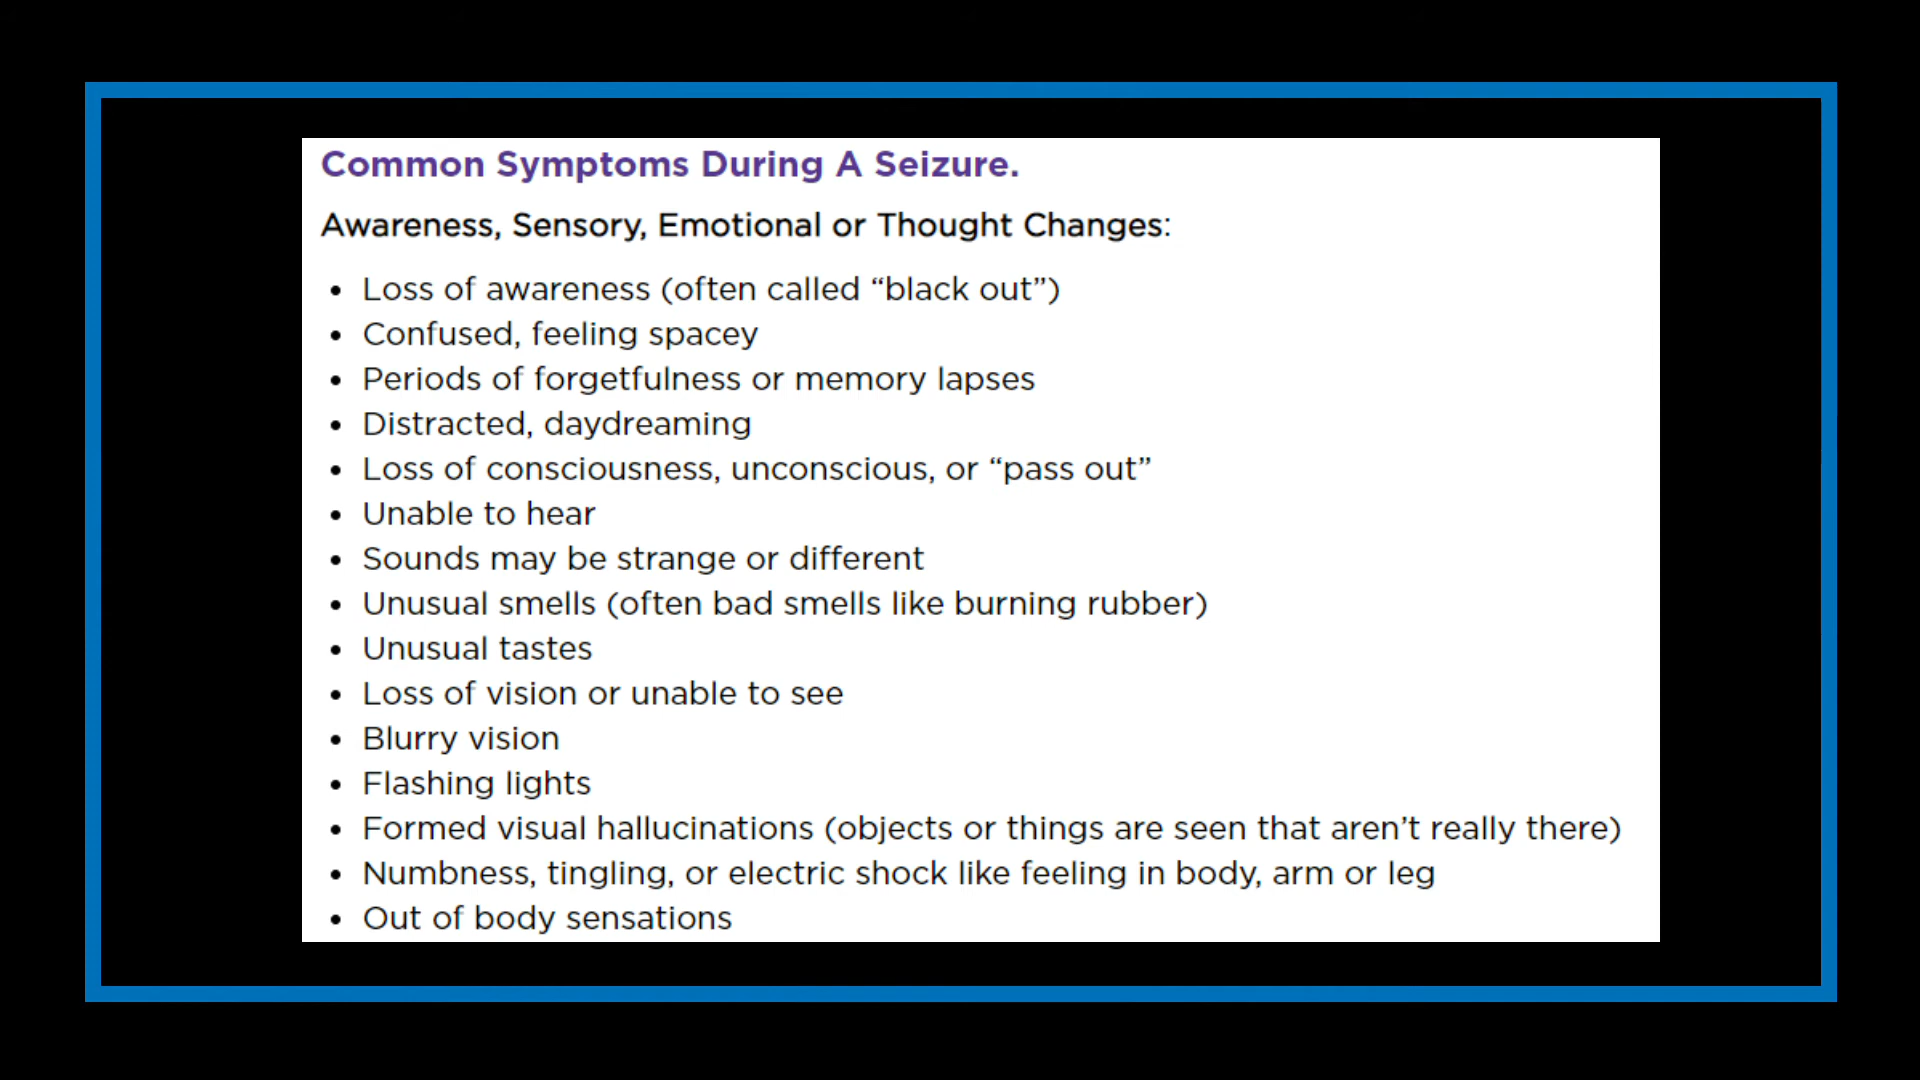 Common Symptoms During A Seizure.
Awareness, Sensory, Emotional or Thought Changes:
• Loss of awareness (often called “black out”)
• Confused, feeling spacey
• Periods of forgetfulness or memory lapses
• Distracted, daydreaming
• Loss of consciousness, unconscious, or “pass out”
• Unable to hear
• Sounds may be strange or different
• Unusual smells (often bad smells like burning rubber)
• Unusual tastes
• Loss of vision or unable to see
• Blurry vision
• Flashing lights
• Formed visual hallucinations (objects or things are seen that aren’t really there)
• Numbness, tingling, or electric shock like feeling in body, arm or leg
• Out of body sensations